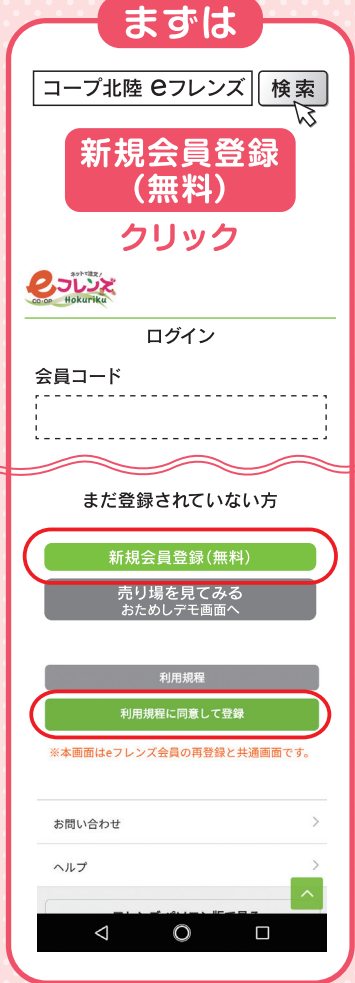 まずは
コープ北陸 eフレンズ 検索
新規会員登録
(無料)
クリック
ネットで注文!
eフレンズ
CO・OP Hokuriku
ログイン
会員コード
まだ登録されていない方
新規会員登録(無料)
売り場を見てみる
おためしデモ画面へ
利用規程
利用規程に同意して登録
※本画面はeフレンズ会員の再登録と共通画面です。
お問い合わせ
ヘルプ